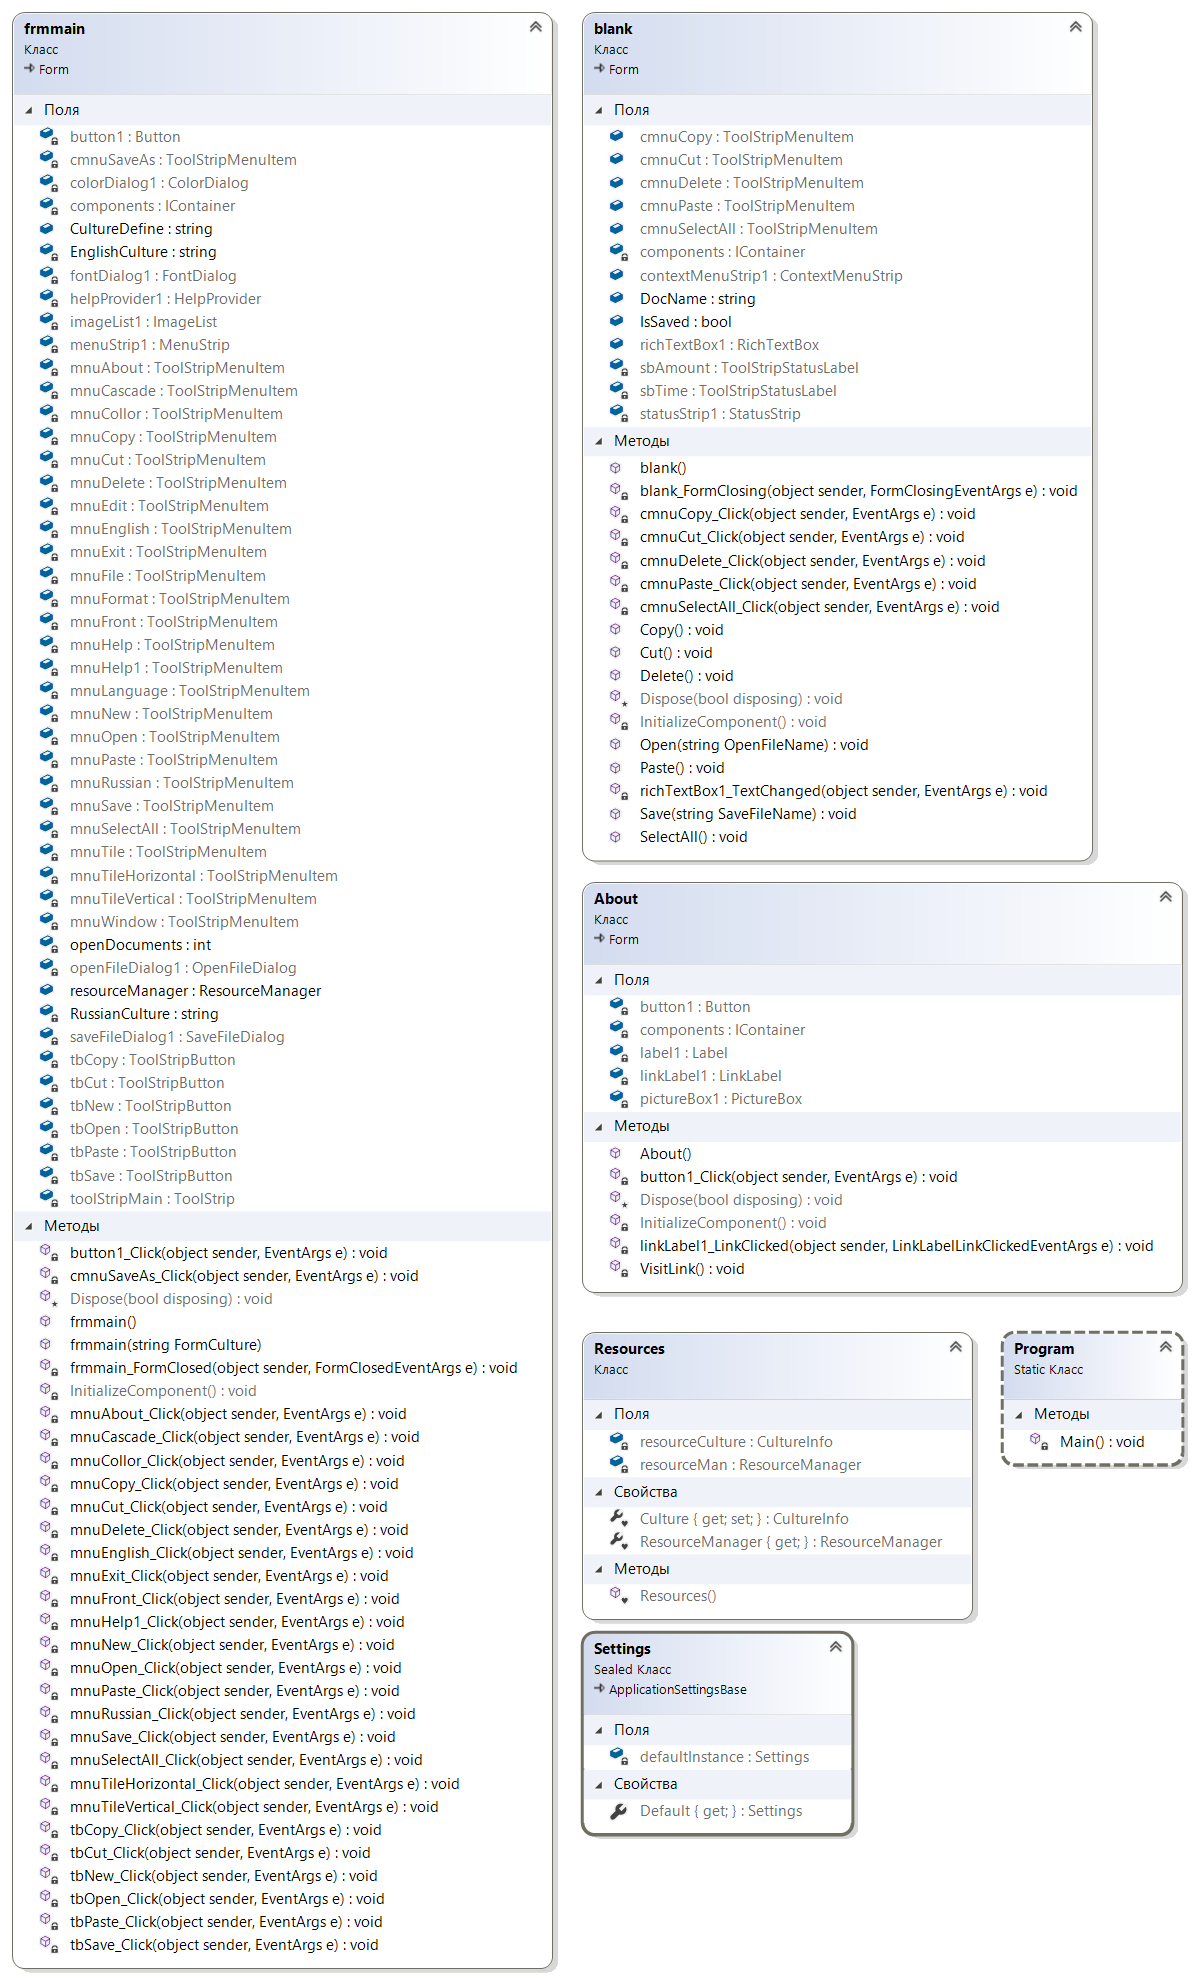 frmmain
Класс
Form
Поля
button1 : Button
cmnuSaveAs : ToolStripMenuItem
colorDialog1 : ColorDialog
components : IContainer
CultureDefine : string
EnglishCulture : string
fontDialog1 : FontDialog
helpProvider1 : HelpProvider
imageList1 : ImageList
menuStrip1 : MenuStrip
mnuAbout : ToolStripMenuItem
mnuCascade : ToolStripMenuItem
mnuCollor : ToolStripMenuItem
mnuCopy : ToolStripMenuItem
mnuCut : ToolStripMenuItem
mnuDelete : ToolStripMenuItem
mnuEdit : ToolStripMenuItem
mnuEnglish : ToolStripMenuItem
mnuExit : ToolStripMenuItem
mnuFile : ToolStripMenuItem
mnuFormat : ToolStripMenuItem
mnuFront : ToolStripMenuItem
mnuHelp : ToolStripMenuItem
mnuHelp1 : ToolStripMenuItem
mnuLanguage : ToolStripMenuItem
mnuNew : ToolStripMenuItem
mnuOpen : ToolStripMenuItem
mnuPaste : ToolStripMenuItem
mnuRussian : ToolStripMenuItem
mnuSave : ToolStripMenuItem
mnuSelectAll : ToolStripMenuItem
mnuTile : ToolStripMenuItem
mnuTileHorizontal : ToolStripMenuItem
mnuTileVertical : ToolStripMenuItem
mnuWindow : ToolStripMenuItem
openDocuments : int
openFileDialog1 : OpenFileDialog
resourceManager : ResourceManager
RussianCulture : string
saveFileDialog1 : SaveFileDialog
tbCopy : ToolStripButton
tbCut : ToolStripButton
tbNew : ToolStripButton
tbOpen : ToolStripButton
tbPaste : ToolStripButton
tbSave : ToolStripButton
toolStripMain : ToolStrip
Методы
button1_Click(object sender, EventArgs e) : void
cmnuSaveAs_Click(object sender, EventArgs e) : void
Dispose(bool disposing) : void
frmmain()
frmmain(string FormCulture)
frmmain_FormClosed(object sender, FormClosedEventArgs e) : void
InitializeComponent() : void
mnuAbout_Click(object sender, EventArgs e) : void
mnuCascade_Click(object sender, EventArgs e) : void
mnuCollor_Click(object sender, EventArgs e) : void
mnuCopy_Click(object sender, EventArgs e) : void
mnuCut_Click(object sender, EventArgs e) : void
mnuDelete_Click(object sender, EventArgs e) : void
mnuEnglish_Click(object sender, EventArgs e) : void
mnuExit_Click(object sender, EventArgs e) : void
mnuFront_Click(object sender, EventArgs e) : void
mnuHelp1_Click(object sender, EventArgs e) : void
mnuNew_Click(object sender, EventArgs e) : void
mnuOpen_Click(object sender, EventArgs e) : void
mnuPaste_Click(object sender, EventArgs e) : void
mnuRussian_Click(object sender, EventArgs e) : void
mnuSave_Click(object sender, EventArgs e) : void
mnuSelectAll_Click(object sender, EventArgs e) : void
mnuTileHorizontal_Click(object sender, EventArgs e) : void
mnuTileVertical_Click(object sender, EventArgs e) : void
tbCopy_Click(object sender, EventArgs e) : void
tbCut_Click(object sender, EventArgs e) : void
tbNew_Click(object sender, EventArgs e) : void
tbOpen_Click(object sender, EventArgs e) : void
tbPaste_Click(object sender, EventArgs e) : void
tbSave_Click(object sender, EventArgs e) : void
blank
Класс
Form
Поля
cmnuCopy : ToolStripMenuItem
cmnuCut : ToolStripMenuItem
cmnuDelete : ToolStripMenuItem
cmnuPaste : ToolStripMenuItem
cmnuSelectAll : ToolStripMenuItem
components : IContainer
contextMenuStrip1 : ContextMenuStrip
DocName : string
IsSaved : bool
richTextBox1 : RichTextBox
sbAmount : ToolStripStatusLabel
sbTime : ToolStripStatusLabel
statusStrip1 : StatusStrip
Методы
blank()
blank_FormClosing(object sender, FormClosingEventArgs e) : void
cmnuCopy_Click(object sender, EventArgs e) : void
cmnuCut_Click(object sender, EventArgs e) : void
cmnuDelete_Click(object sender, EventArgs e) : void
cmnuPaste_Click(object sender, EventArgs e) : void
cmnuSelectAll_Click(object sender, EventArgs e) : void
Copy() : void
Cut() : void
Delete() : void
Dispose(bool disposing) : void
InitializeComponent() : void
Open(string OpenFileName) : void
Paste() : void
richTextBox1_TextChanged(object sender, EventArgs e) : void
Save(string SaveFileName) : void
SelectAll() : void
About
Класс
Form
Поля
button1 : Button
components : IContainer
label1 : Label
linkLabel1 : LinkLabel
pictureBox1 : PictureBox
Методы
About()
button1_Click(object sender, EventArgs e) : void
Dispose(bool disposing) : void
InitializeComponent() : void
linkLabel1_LinkClicked(object sender, LinkLabelLinkClickedEventArgs e) : void
VisitLink() : void
Resources
Класс
Поля
resourceCulture : CultureInfo
resourceMan : ResourceManager
Свойства
Culture { get; set; } : CultureInfo
ResourceManager { get; } : ResourceManager
Методы
Resources()
Program
Static Класс
Методы
Main() : void
Settings
Sealed Класс
ApplicationSettingsBase
Поля
defaultInstance : Settings
Свойства
Default { get; } : Settings